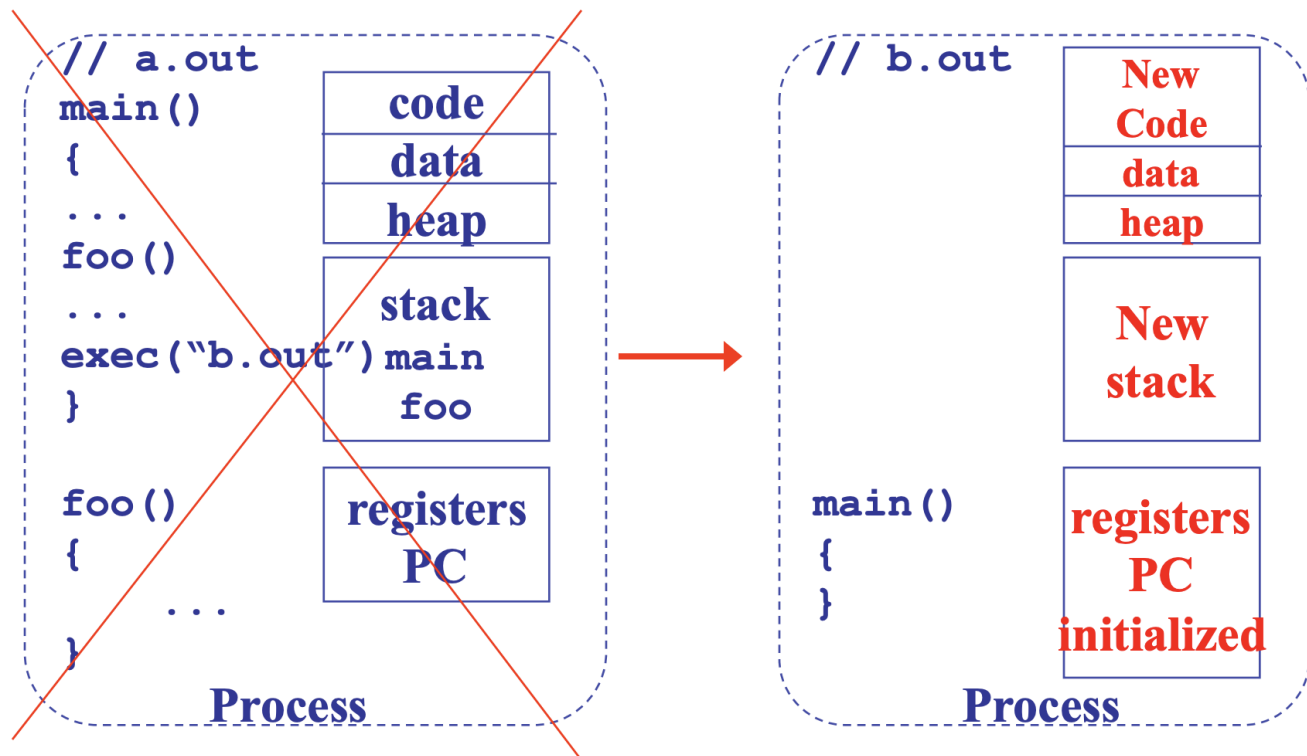 // a.out
main()
{
...
foo()
...
exec(“b.out”)
}
foo()
{
...
}
code
data
heap
stack
main
foo
registers
PC
Process
// b.out
main()
{
}
New
Code
data
heap
New
stack
registers
PC
initialized
Process